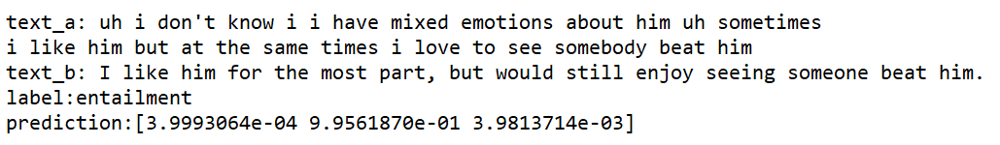 text_a: uh i don't know i i have mixed emotions about him uh sometimes
i like him but at the same times i love to see somebody beat him
text_b: I like him for the most part, but would still enjoy seeing someone beat him.
label:entailment
prediction:[3.9993064e-04 9.9561870e-01 3.9813714e-03]